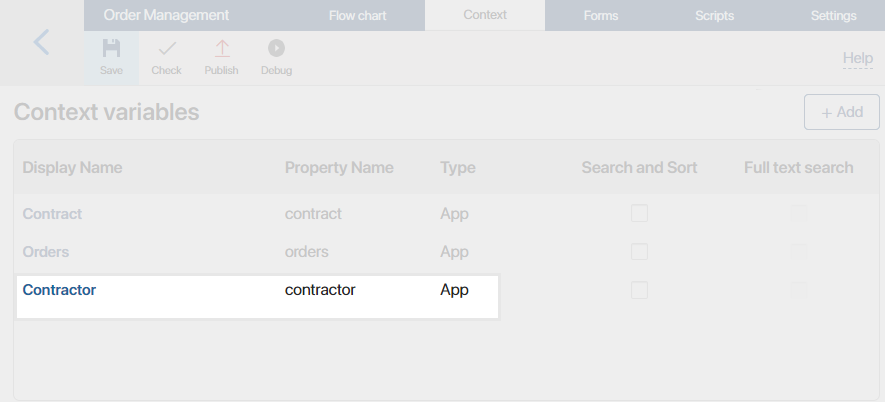 Order Management Flow chart Context Forms Scripts Settings
Save Check Publish Debug Help
Context variables + Add
Display Name Property Name Type Search and Sort Full text search
Contract contract App
Orders orders App
Contractor contractor App